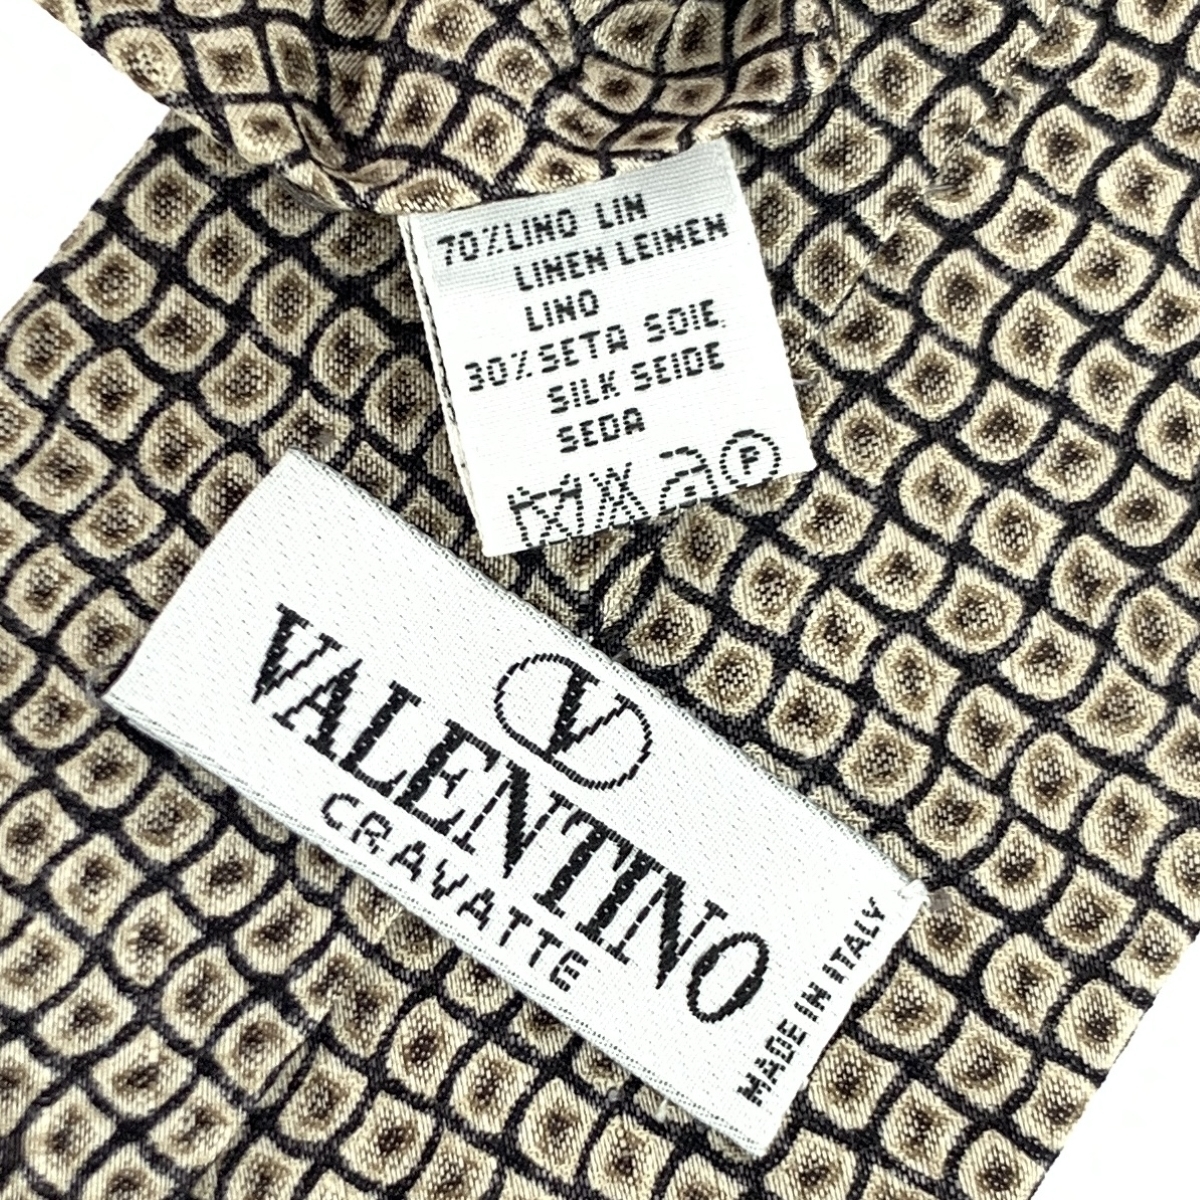 70%LINO LIN
LINEN LEINEN
LINO
30%SETA SOIE
SILK SEIDE
SEDA
P
V
VALENTINO
CRAVATTE
MADE IN ITALY